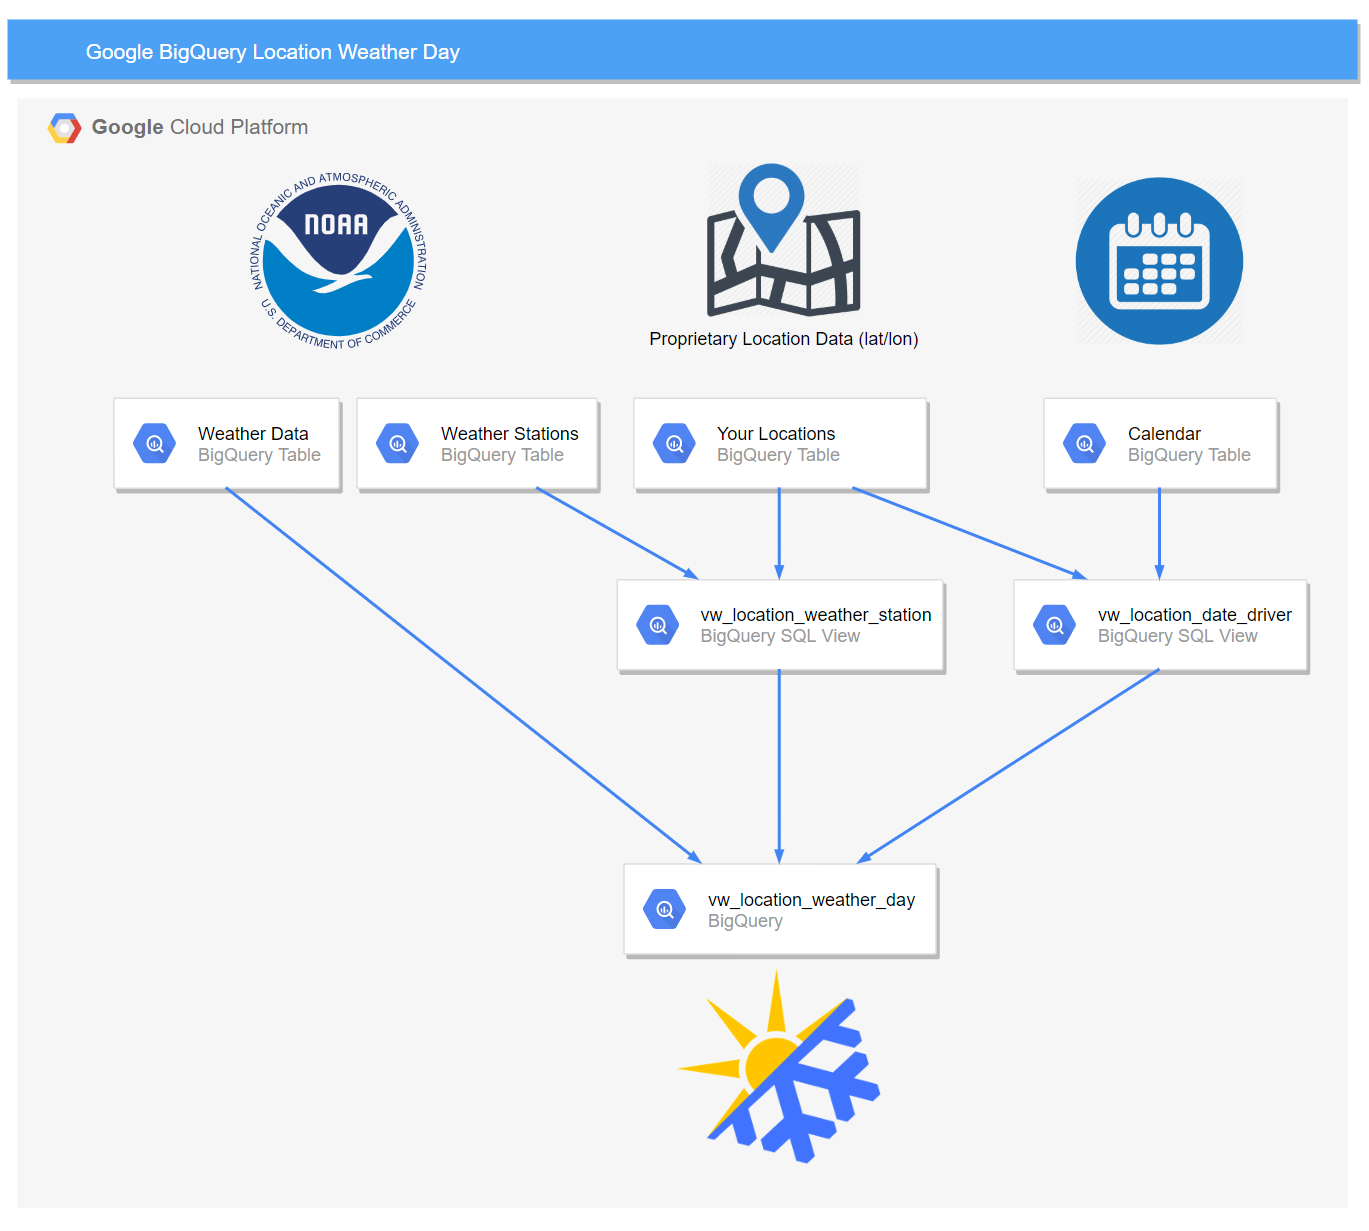 Google BigQuery Location Weather Day
Google Cloud Platform
NATIONAL OCEANIC AND ATMOSPHERIC ADMINISTRATION
NOAA
U.S. DEPARTMENT OF COMMERCE
Proprietary Location Data (lat/lon)
Weather Data
BigQuery Table
Weather Stations
BigQuery Table
Your Locations
BigQuery Table
Calendar
BigQuery Table
vw_location_weather_station
BigQuery SQL View
vw_location_date_driver
BigQuery SQL View
vw_location_weather_day
BigQuery